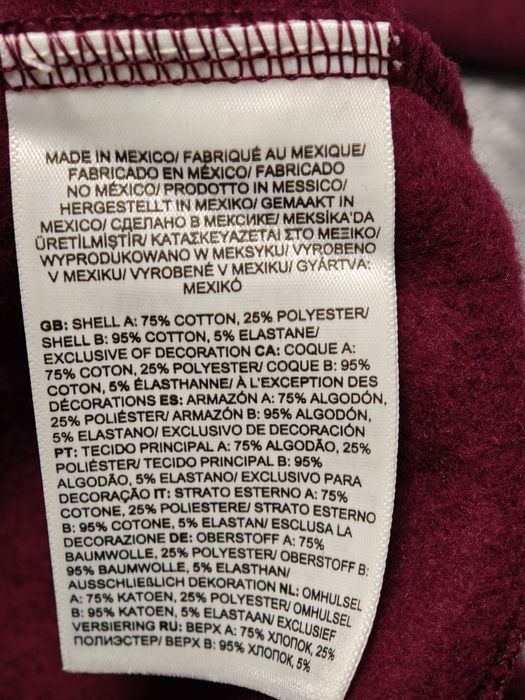 MADE IN MEXICO/ FABRIQUÉ AU MEXIQUE/
FABRICADO EN MÉXICO/ FABRICADO
NO MÉXICO/ PRODOTTO IN MESSICO/
HERGESTELLT IN MEXIKO/ GEMAAKT IN
MEXICO/ СДЕЛАНО В МЕКСИКЕ/ MEKSİKA'DA
ÜRETİLMİŞTİR/ ΚΑΤΑΣΚΕΥΑΖΕΤΑΙ ΣΤΟ ΜΕΞΙΚΟ/
WYPRODUKOWANO W MEKSYKU/ VYROBENO
V MEXIKU/ VYROBENÉ V MEXIKU/ GYÁRTVA:
MEXIKÓ
GB: SHELL A: 75% COTTON, 25% POLYESTER/
SHELL B: 95% COTTON, 5% ELASTANE/
EXCLUSIVE OF DECORATION CA: COQUE A:
75% COTON, 25% POLYESTER/ COQUE B: 95%
COTON, 5% ÉLASTHANNE/ À L'EXCEPTION DES
DÉCORATIONS ES: ARMAZÓN A: 75% ALGODÓN,
25% POLIÉSTER/ ARMAZÓN B: 95% ALGODÓN,
5% ELASTANO/ EXCLUSIVO DE DECORACIÓN
PT: TECIDO PRINCIPAL A: 75% ALGODÃO, 25%
POLIÉSTER/ TECIDO PRINCIPAL B: 95%
ALGODÃO, 5% ELASTANO/ EXCLUSIVO PARA
DECORAÇÃO IT: STRATO ESTERNO A: 75%
COTONE, 25% POLIESTERE/ STRATO ESTERNO
B: 95% COTONE, 5% ELASTAN/ ESCLUSA LA
DECORAZIONE DE: OBERSTOFF A: 75%
BAUMWOLLE, 25% POLYESTER/ OBERSTOFF B:
95% BAUMWOLLE, 5% ELASTHAN/
AUSSCHLIEßLICH DEKORATION NL: OMHULSEL
A: 75% KATOEN, 25% POLYESTER/ OMHULSEL
B: 95% KATOEN, 5% ELASTAAN/ EXCLUSIEF
VERSIERING RU: ВЕРХ A: 75% ХЛОПОК, 25%
ПОЛИЭСТЕР/ ВЕРХ B: 95% ХЛОПОК, 5%